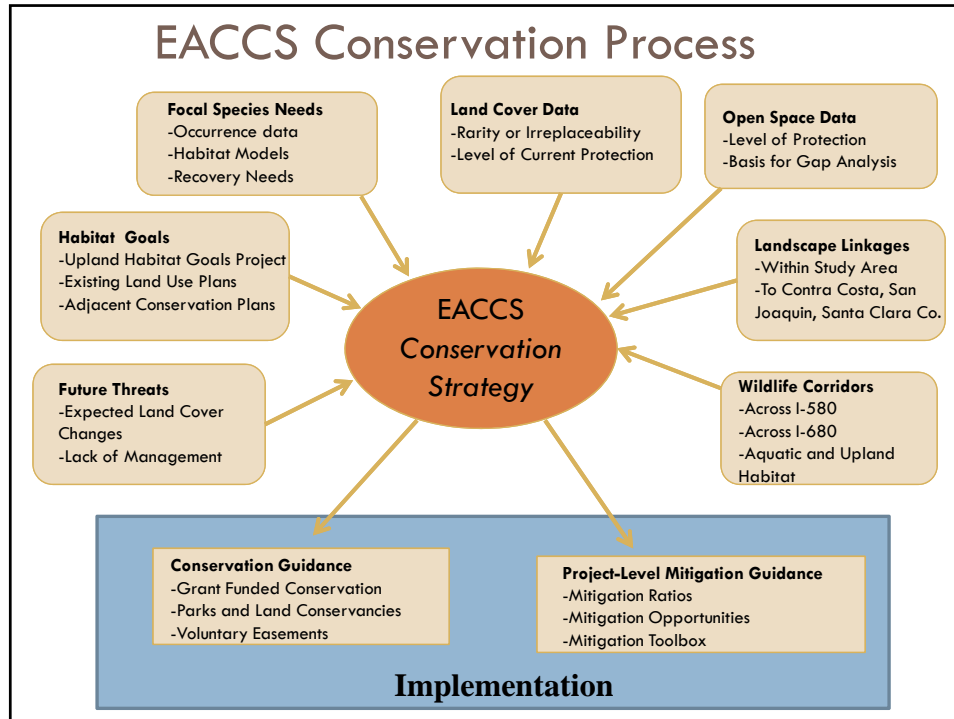 EACCS Conservation Process
Focal Species Needs
-Occurrence data
-Habitat Models
-Recovery Needs
Land Cover Data
-Rarity or Irreplaceability
-Level of Current Protection
Open Space Data
-Level of Protection
-Basis for Gap Analysis
Habitat Goals
-Upland Habitat Goals Project
-Existing Land Use Plans
-Adjacent Conservation Plans
Landscape Linkages
-Within Study Area
-To Contra Costa, San
Joaquin, Santa Clara Co.
EACCS
Conservation
Strategy
Future Threats
-Expected Land Cover
Changes
-Lack of Management
Wildlife Corridors
-Across I-580
-Across I-680
-Aquatic and Upland
Habitat
Conservation Guidance
-Grant Funded Conservation
-Parks and Land Conservancies
-Voluntary Easements
Project-Level Mitigation Guidance
-Mitigation Ratios
-Mitigation Opportunities
-Mitigation Toolbox
Implementation